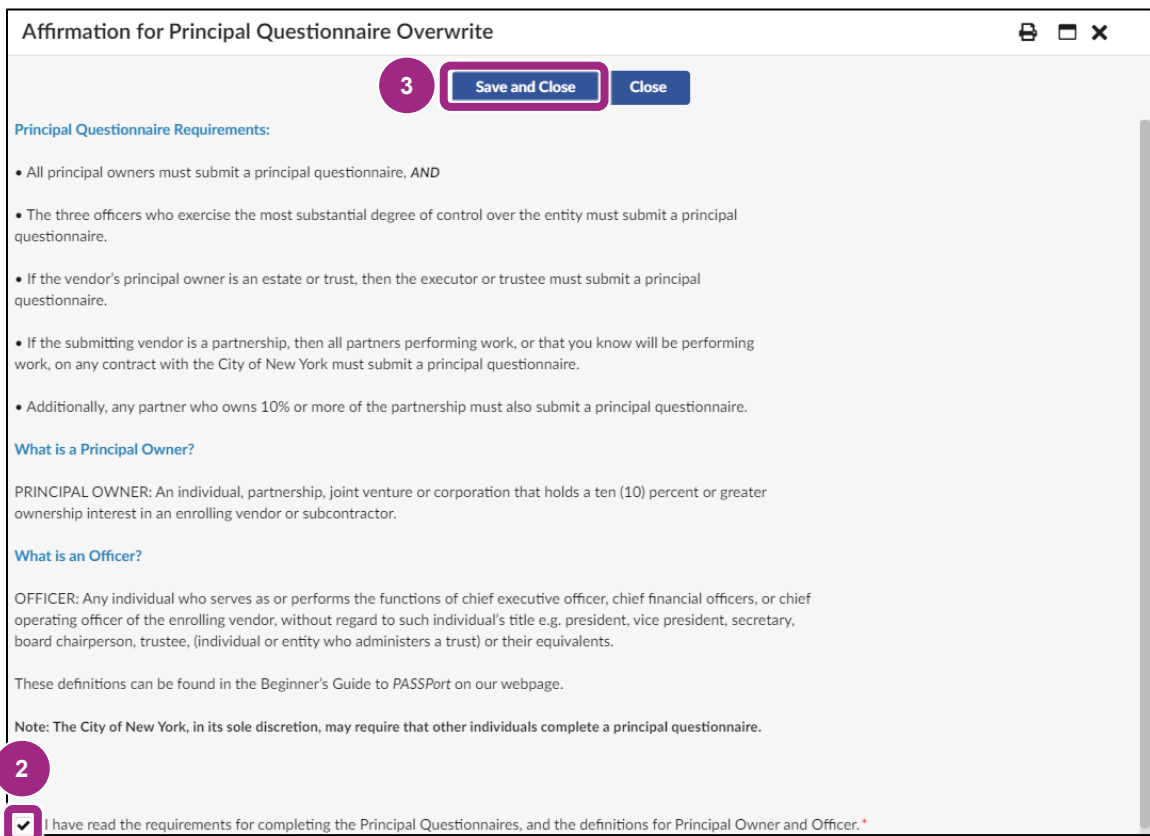 Affirmation for Principal Questionnaire Overwrite
3
Save and Close
Close
Principal Questionnaire Requirements:
• All principal owners must submit a principal questionnaire, AND
• The three officers who exercise the most substantial degree of control over the entity must submit a principal
questionnaire.
• If the vendor's principal owner is an estate or trust, then the executor or trustee must submit a principal
questionnaire.
• If the submitting vendor is a partnership, then all partners performing work, or that you know will be performing
work, on any contract with the City of New York must submit a principal questionnaire.
• Additionally, any partner who owns 10% or more of the partnership must also submit a principal questionnaire.
What is a Principal Owner?
PRINCIPAL OWNER: An individual, partnership, joint venture or corporation that holds a ten (10) percent or greater
ownership interest in an enrolling vendor or subcontractor.
What is an Officer?
OFFICER: Any individual who serves as or performs the functions of chief executive officer, chief financial officers, or chief
operating officer of the enrolling vendor, without regard to such individual's title e.g. president, vice president, secretary,
board chairperson, trustee, (individual or entity who administers a trust) or their equivalents.
These definitions can be found in the Beginner's Guide to PASSPort on our webpage.
Note: The City of New York, in its sole discretion, may require that other individuals complete a principal questionnaire.
2
I have read the requirements for completing the Principal Questionnaires, and the definitions for Principal Owner and Officer.*